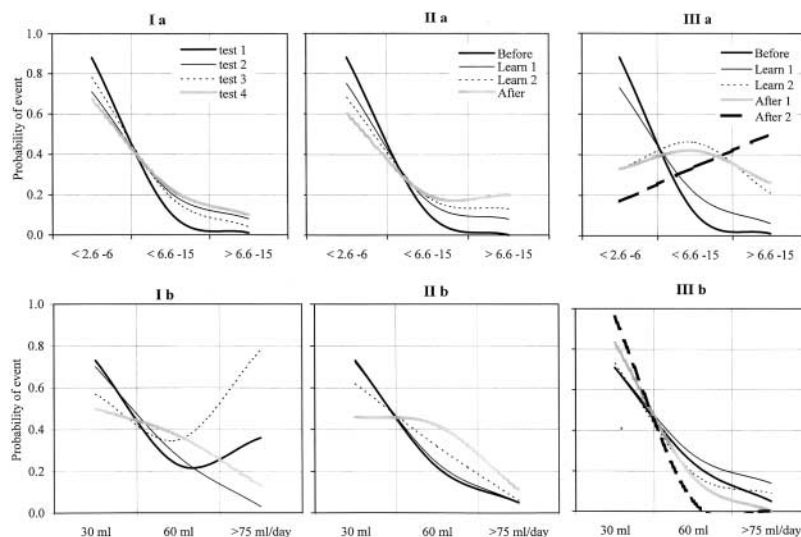 I a
II a
III a
Probability of event
1.0
0.8
0.6
0.4
0.2
0.0
test 1
test 2
test 3
test 4
Before
Learn 1
Learn 2
After
Before
Learn 1
Learn 2
After 1
After 2
< 2.6 -6
< 6.6 -15
> 6.6 -15
< 2.6 -6
< 6.6 -15
> 6.6 -15
< 2.6 -6
< 6.6 -15
> 6.6 -15
I b
II b
III b
Probability of event
1.0
0.8
0.6
0.4
0.2
0.0
30 ml
60 ml
>75 ml/day
30 ml
60 ml
>75 ml/day
30 ml
60 ml
>75 ml/day